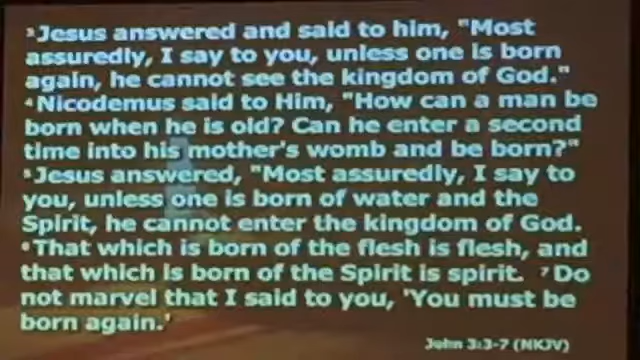 ³Jesus answered and said to him, "Most
assuredly, I say to you, unless one is born
again, he cannot see the kingdom of God."
⁴Nicodemus said to Him, "How can a man be
born when he is old? Can he enter a second
time into his mother's womb and be born?"
⁵Jesus answered, "Most assuredly, I say to
you, unless one is born of water and the
Spirit, he cannot enter the kingdom of God.
⁶That which is born of the flesh is flesh, and
that which is born of the Spirit is spirit. ⁷Do
not marvel that I said to you, 'You must be
born again.'
John 3:3-7 (NKJV)